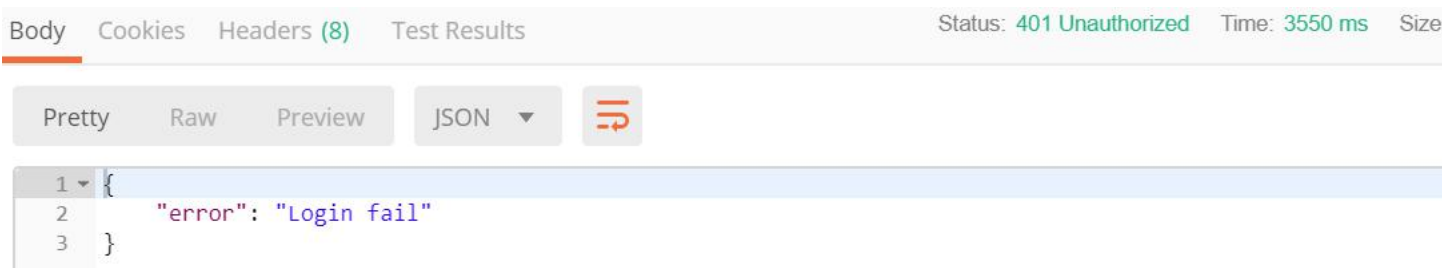 Body Cookies Headers (8) Test Results Status: 401 Unauthorized Time: 3550 ms Size
Pretty Raw Preview JSON
1 {
2 "error": "Login fail"
3 }